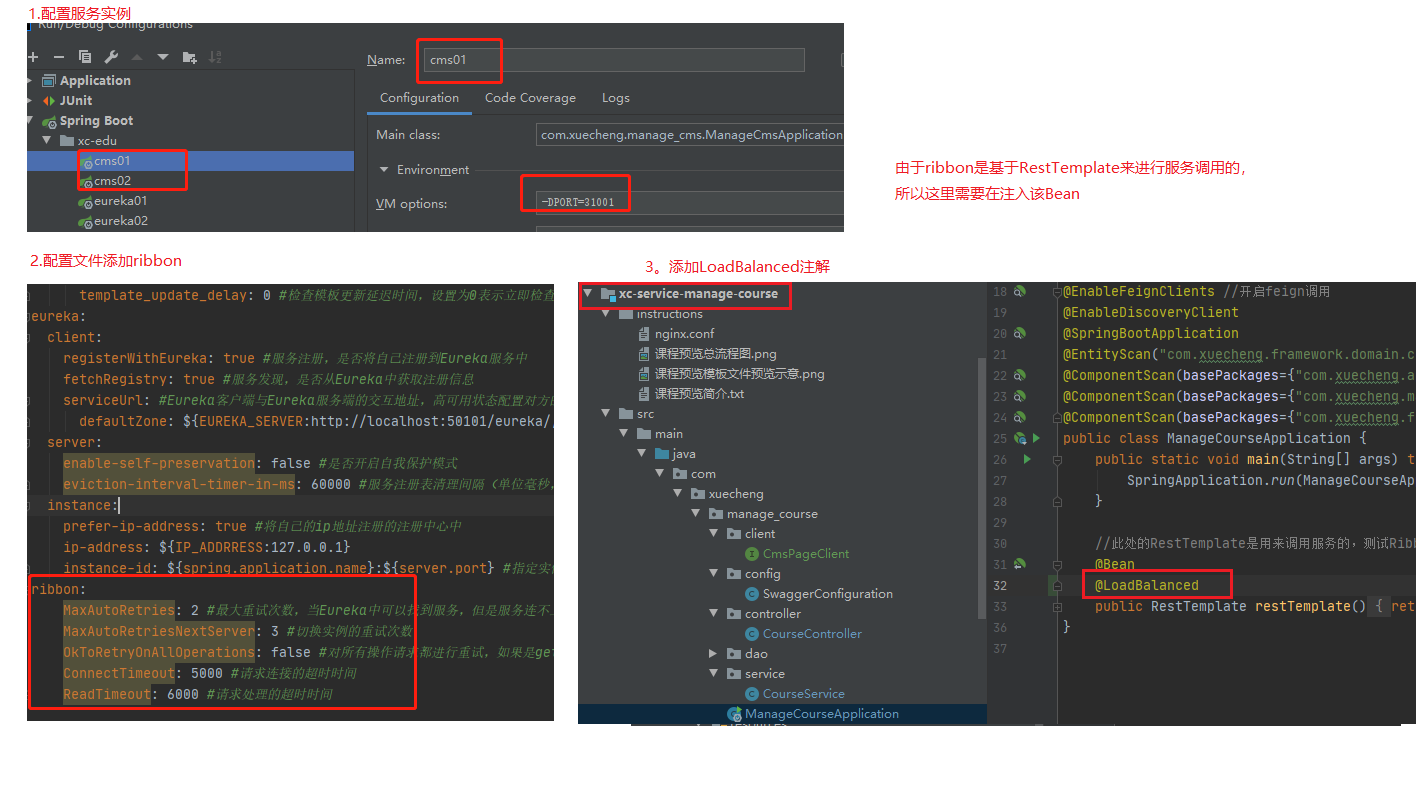 1.配置服务实例
Run/Debug Configurations
Name: cms01
Application
JUnit
Spring Boot
xc-edu
cms01
cms02
eureka01
eureka02
Configuration Code Coverage Logs
Main class: com.xuecheng.manage_cms.ManageCmsApplication
Environment
VM options: -DPORT=31001
由于ribbon是基于RestTemplate来进行服务调用的,
所以这里需要在注入该Bean
2.配置文件添加ribbon
template_update_delay: 0 #检查模板更新延迟时间，设置为0表示立即检查
eureka:
client:
registerWithEureka: true #服务注册，是否将自己注册到Eureka服务中
fetchRegistry: true #服务发现，是否从Eureka中获取注册信息
serviceUrl: #Eureka客户端与Eureka服务端的交互地址，高可用状态配置对方的
defaultZone: ${EUREKA_SERVER:http://localhost:50101/eureka/,
server:
enable-self-preservation: false #是否开启自我保护模式
eviction-interval-timer-in-ms: 60000 #服务注册表清理间隔（单位毫秒，
instance:
prefer-ip-address: true #将自己的ip地址注册的注册中心中
ip-address: ${IP_ADDRRESS:127.0.0.1}
instance-id: ${spring.application.name}:${server.port} #指定实
ribbon:
MaxAutoRetries: 2 #最大重试次数，当Eureka中可以找到服务，但是服务连不
MaxAutoRetriesNextServer: 3 #切换实例的重试次数
OkToRetryOnAllOperations: false #对所有操作请求都进行重试，如果是ge
ConnectTimeout: 5000 #请求连接的超时时间
ReadTimeout: 6000 #请求处理的超时时间
3。添加LoadBalanced注解
xc-service-manage-course
instructions
nginx.conf
课程预览总流程图.png
课程预览模板文件预览示意.png
课程预览简介.txt
src
main
java
com
xuecheng
manage_course
client
CmsPageClient
config
SwaggerConfiguration
controller
CourseController
dao
service
CourseService
ManageCourseApplication
18 @EnableFeignClients //开启feign调用
19 @EnableDiscoveryClient
20 @SpringBootApplication
21 @EntityScan("com.xuecheng.framework.domain.c
22 @ComponentScan(basePackages={"com.xuecheng.a
23 @ComponentScan(basePackages={"com.xuecheng.m
24 @ComponentScan(basePackages={"com.xuecheng.f
25 public class ManageCourseApplication {
26 public static void main(String[] args) t
27 SpringApplication.run(ManageCourseAp
28 }
29
30 //此处的RestTemplate是用来调用服务的，测试Rib
31 @Bean
32 @LoadBalanced
33 public RestTemplate restTemplate() { ret
36 }
37